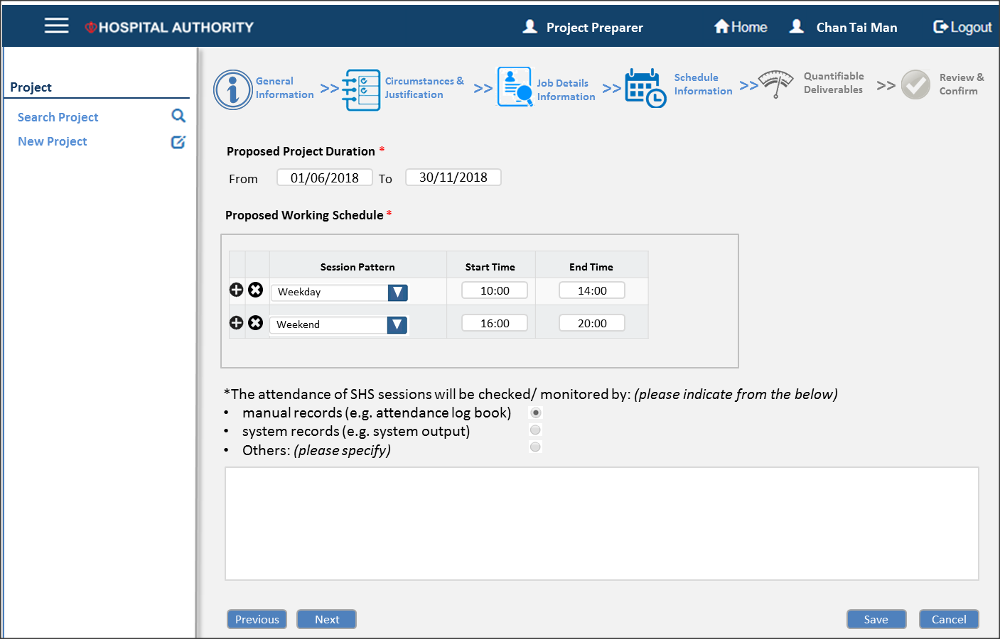 HOSPITAL AUTHORITY
Project Preparer
Home
Chan Tai Man
Logout
Project
Search Project
New Project
General
Information
>>
Circumstances &
Justification
>>
Job Details
Information
>>
Schedule
Information
>>
Quantifiable
Deliverables
>>
Review &
Confirm
Proposed Project Duration *
From 01/06/2018 To 30/11/2018
Proposed Working Schedule *
Session Pattern Start Time End Time
Weekday 10:00 14:00
Weekend 16:00 20:00
*The attendance of SHS sessions will be checked/ monitored by: (please indicate from the below)
• manual records (e.g. attendance log book)
• system records (e.g. system output)
• Others: (please specify)
Previous Next Save Cancel